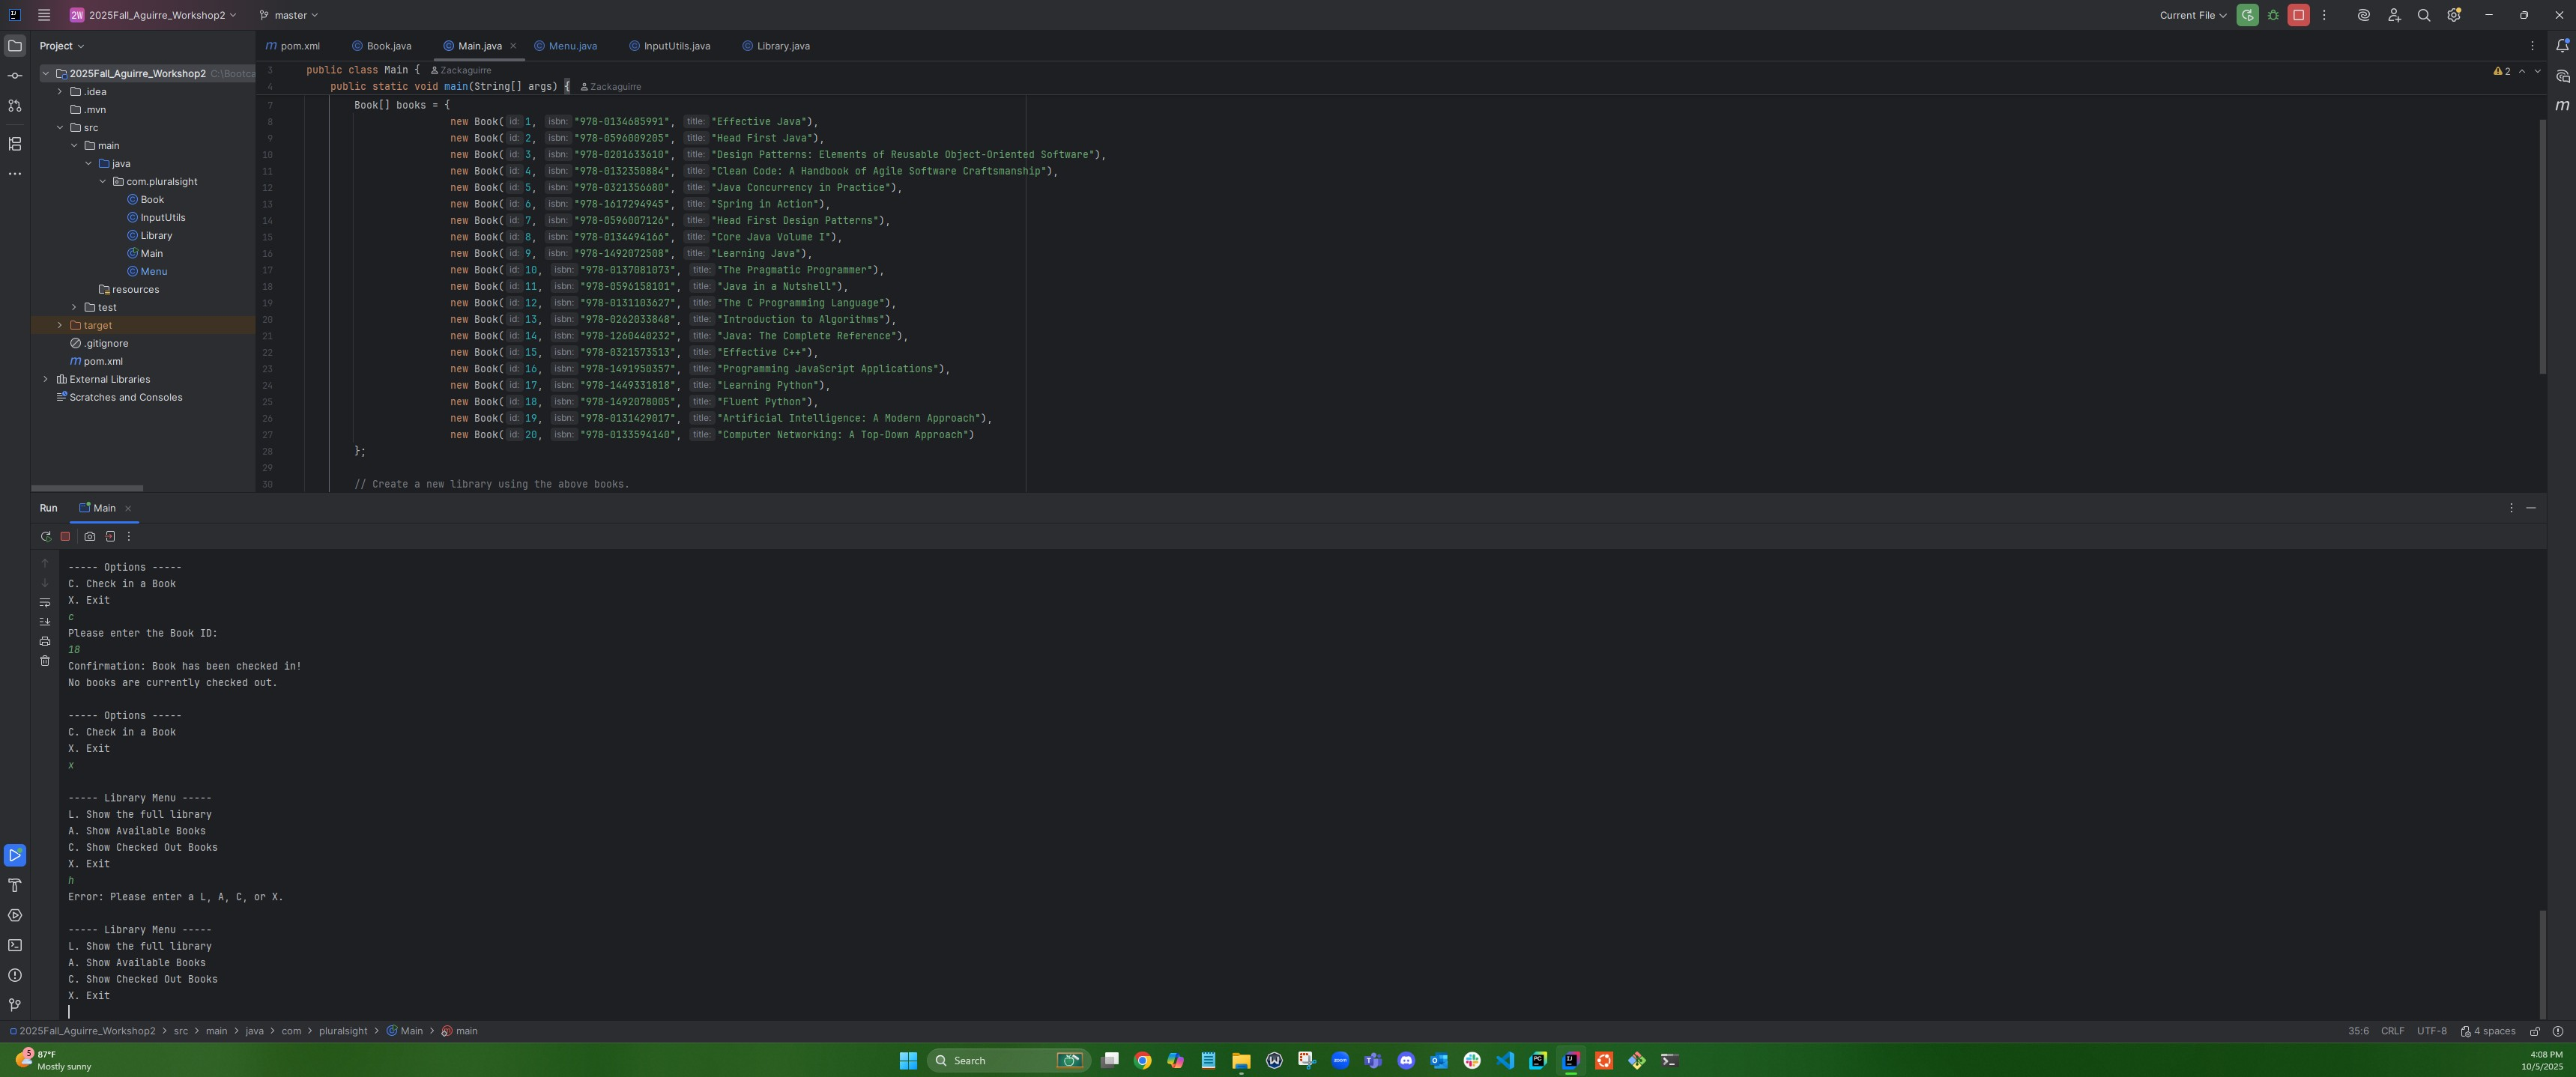 2W 2025Fall_Aguirre_Workshop2 master Current File
Project
pom.xml Book.java Main.java Menu.java InputUtils.java Library.java
2025Fall_Aguirre_Workshop2 C:\Bootca
.idea
.mvn
src
main
java
com.pluralsight
Book
InputUtils
Library
Main
Menu
resources
test
target
.gitignore
pom.xml
External Libraries
Scratches and Consoles
2
3 public class Main { Zackaguirre
4 public static void main(String[] args) { Zackaguirre
7 Book[] books = {
8 new Book( id: 1, isbn: "978-0134685991", title: "Effective Java"),
9 new Book( id: 2, isbn: "978-0596009205", title: "Head First Java"),
10 new Book( id: 3, isbn: "978-0201633610", title: "Design Patterns: Elements of Reusable Object-Oriented Software"),
11 new Book( id: 4, isbn: "978-0132350884", title: "Clean Code: A Handbook of Agile Software Craftsmanship"),
12 new Book( id: 5, isbn: "978-0321356680", title: "Java Concurrency in Practice"),
13 new Book( id: 6, isbn: "978-1617294945", title: "Spring in Action"),
14 new Book( id: 7, isbn: "978-0596007126", title: "Head First Design Patterns"),
15 new Book( id: 8, isbn: "978-0134494166", title: "Core Java Volume I"),
16 new Book( id: 9, isbn: "978-1492072508", title: "Learning Java"),
17 new Book( id: 10, isbn: "978-0137081073", title: "The Pragmatic Programmer"),
18 new Book( id: 11, isbn: "978-0596158101", title: "Java in a Nutshell"),
19 new Book( id: 12, isbn: "978-0131103627", title: "The C Programming Language"),
20 new Book( id: 13, isbn: "978-0262033848", title: "Introduction to Algorithms"),
21 new Book( id: 14, isbn: "978-1260440232", title: "Java: The Complete Reference"),
22 new Book( id: 15, isbn: "978-0321573513", title: "Effective C++"),
23 new Book( id: 16, isbn: "978-1491950357", title: "Programming JavaScript Applications"),
24 new Book( id: 17, isbn: "978-1449331818", title: "Learning Python"),
25 new Book( id: 18, isbn: "978-1492078005", title: "Fluent Python"),
26 new Book( id: 19, isbn: "978-0131429017", title: "Artificial Intelligence: A Modern Approach"),
27 new Book( id: 20, isbn: "978-0133594140", title: "Computer Networking: A Top-Down Approach")
28 };
29
30 // Create a new library using the above books.
Run Main
----- Options -----
C. Check in a Book
X. Exit
c
Please enter the Book ID:
18
Confirmation: Book has been checked in!
No books are currently checked out.
----- Options -----
C. Check in a Book
X. Exit
x
----- Library Menu -----
L. Show the full library
A. Show Available Books
C. Show Checked Out Books
X. Exit
h
Error: Please enter a L, A, C, or X.
----- Library Menu -----
L. Show the full library
A. Show Available Books
C. Show Checked Out Books
X. Exit
2025Fall_Aguirre_Workshop2 > src > main > java > com > pluralsight > Main > main 35:6 CRLF UTF-8 4 spaces
5 87°F
Mostly sunny
Search
4:08 PM
10/5/2025